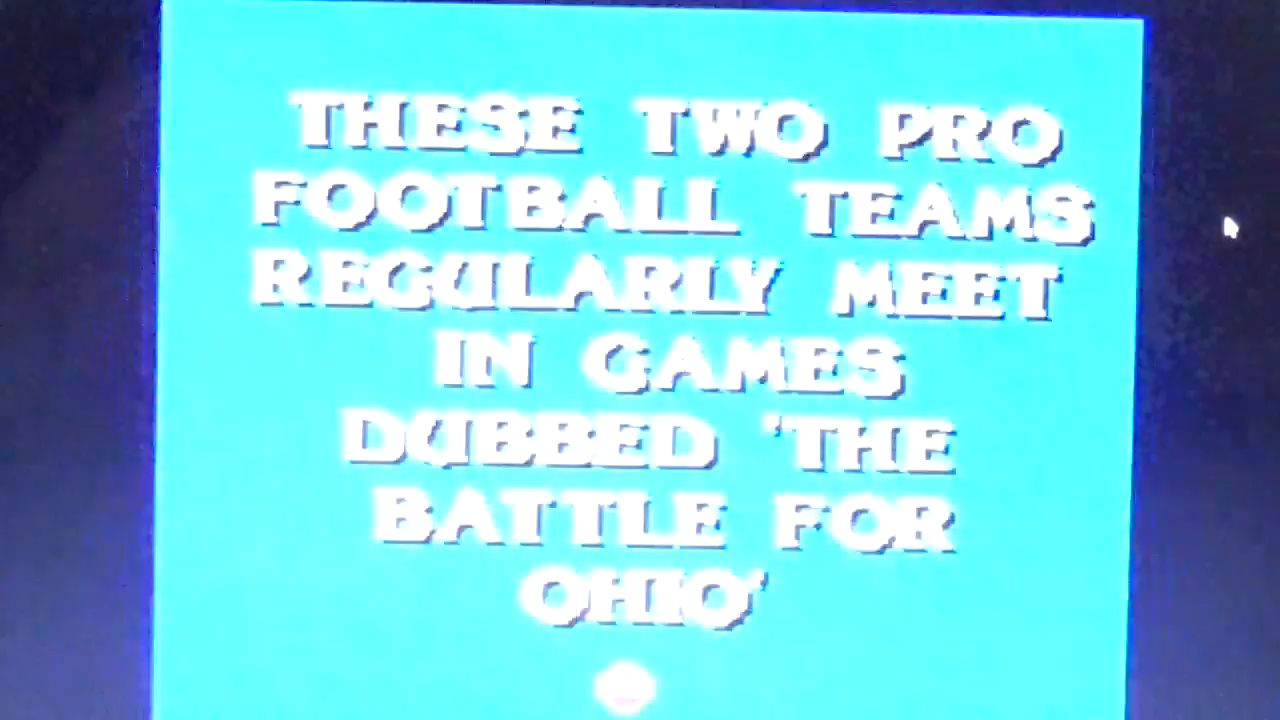 THESE TWO PRO
FOOTBALL TEAMS
REGULARLY MEET
IN GAMES
DUBBED 'THE
BATTLE FOR
OHIO'